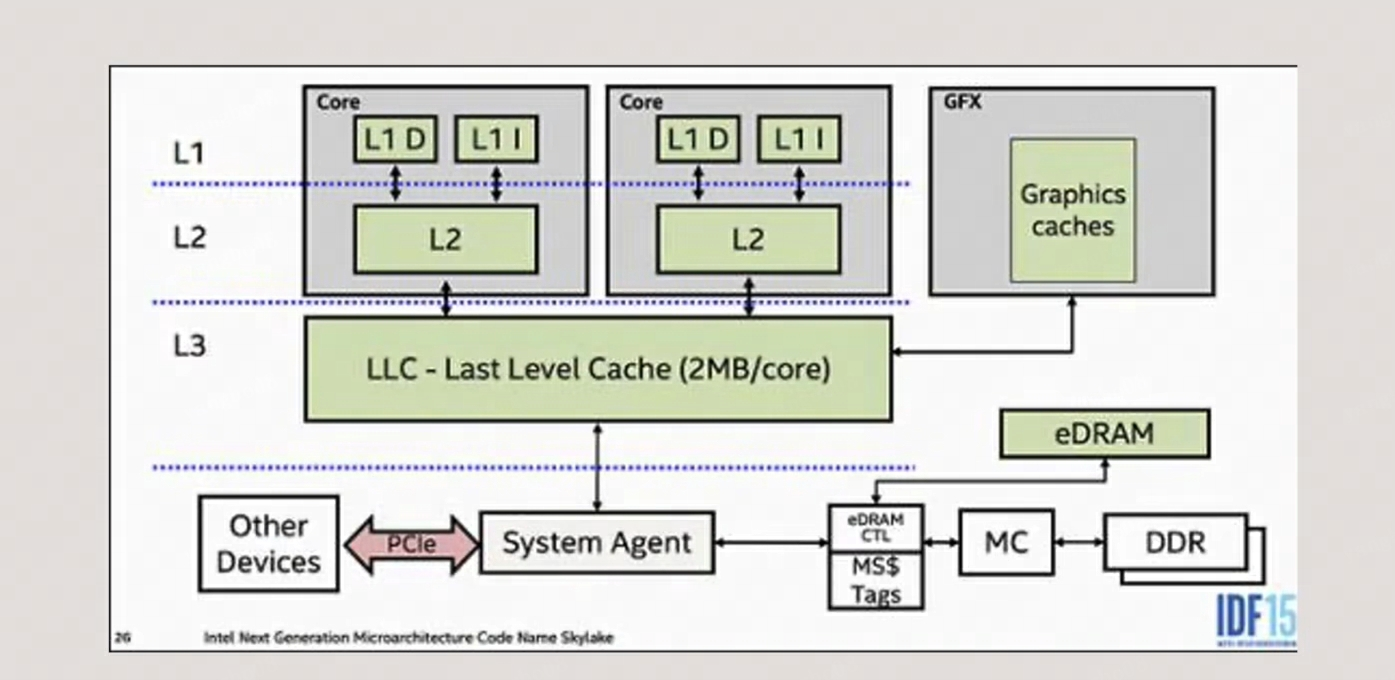 Core
Core
GFX
L1
L1 D
L1 I
L1 D
L1 I
Graphics
caches
L2
L2
L2
L3
LLC - Last Level Cache (2MB/core)
eDRAM
Other
Devices
PCIe
System Agent
eDRAM
CTL
MS$
Tags
MC
DDR
26
Intel Next Generation Microarchitecture Code Name Skylake
IDF15